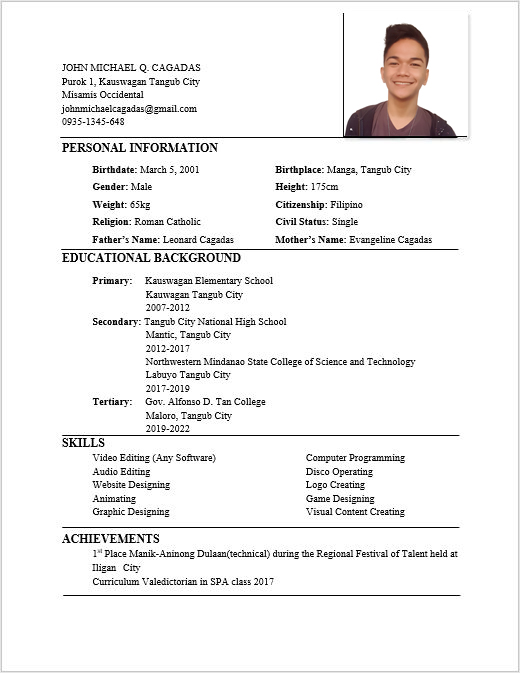 JOHN MICHAEL Q. CAGADAS
Purok 1, Kauswagan Tangub City
Misamis Occidental
johnmichaelcagadas@gmail.com
0935-1345-648
PERSONAL INFORMATION
Birthdate: March 5, 2001 Birthplace: Manga, Tangub City
Gender: Male Height: 175cm
Weight: 65kg Citizenship: Filipino
Religion: Roman Catholic Civil Status: Single
Father's Name: Leonard Cagadas Mother's Name: Evangeline Cagadas
EDUCATIONAL BACKGROUND
Primary: Kauswagan Elementary School
Kauwagan Tangub City
2007-2012
Secondary: Tangub City National High School
Mantic, Tangub City
2012-2017
Northwestern Mindanao State College of Science and Technology
Labuyo Tangub City
2017-2019
Tertiary: Gov. Alfonso D. Tan College
Maloro, Tangub City
2019-2022
SKILLS
Video Editing (Any Software) Computer Programming
Audio Editing Disco Operating
Website Designing Logo Creating
Animating Game Designing
Graphic Designing Visual Content Creating
ACHIEVEMENTS
1st Place Manik-Aninong Dulaan(technical) during the Regional Festival of Talent held at
Iligan City
Curriculum Valedictorian in SPA class 2017